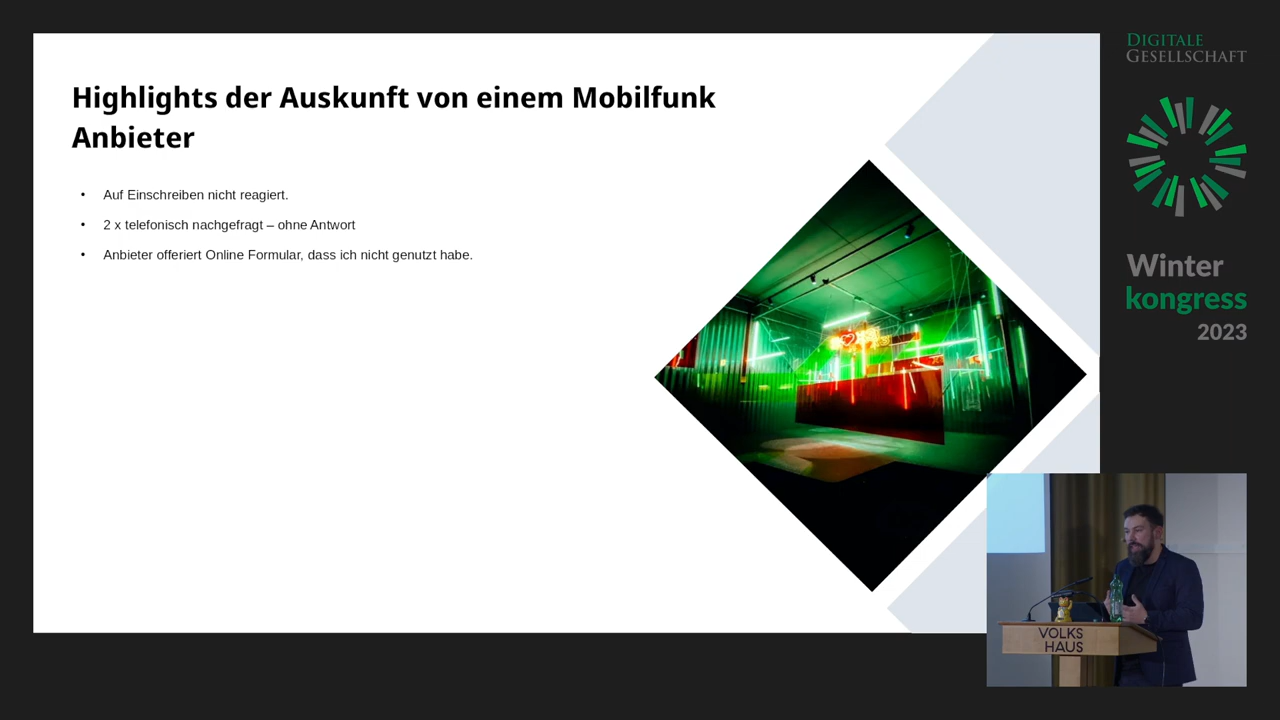 Highlights der Auskunft von einem Mobilfunk
Anbieter
• Auf Einschreiben nicht reagiert.
• 2 x telefonisch nachgefragt – ohne Antwort
• Anbieter offeriert Online Formular, dass ich nicht genutzt habe.
DIGITALE
GESELLSCHAFT
Winter
kongress
2023
VOLKS
HAUS